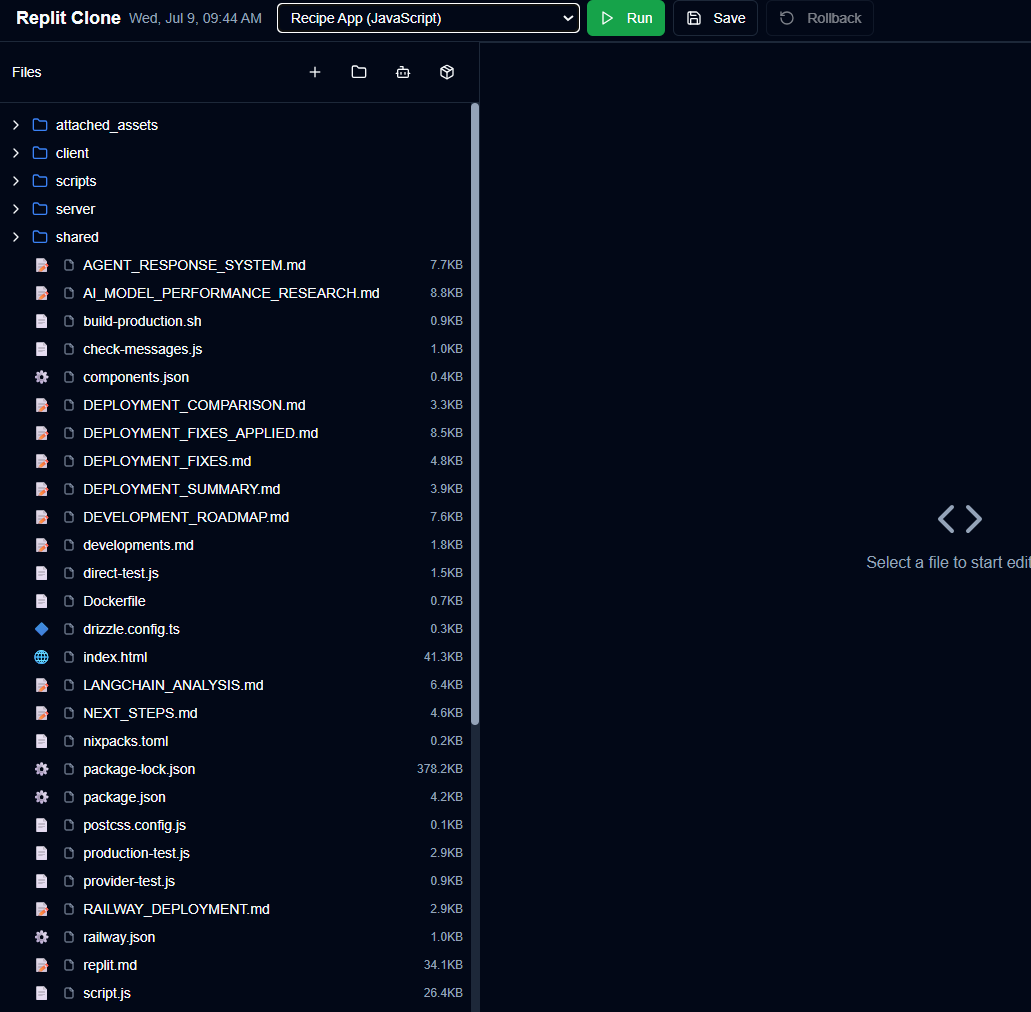 Replit Clone Wed, Jul 9, 09:44 AM Recipe App (JavaScript) Run Save Rollback
Files
attached_assets
client
scripts
server
shared
AGENT_RESPONSE_SYSTEM.md 7.7KB
AI_MODEL_PERFORMANCE_RESEARCH.md 8.8KB
build-production.sh 0.9KB
check-messages.js 1.0KB
components.json 0.4KB
DEPLOYMENT_COMPARISON.md 3.3KB
DEPLOYMENT_FIXES_APPLIED.md 8.5KB
DEPLOYMENT_FIXES.md 4.8KB
DEPLOYMENT_SUMMARY.md 3.9KB
DEVELOPMENT_ROADMAP.md 7.6KB
developments.md 1.8KB
direct-test.js 1.5KB
Dockerfile 0.7KB
drizzle.config.ts 0.3KB
index.html 41.3KB
LANGCHAIN_ANALYSIS.md 6.4KB
NEXT_STEPS.md 4.6KB
nixpacks.toml 0.2KB
package-lock.json 378.2KB
package.json 4.2KB
postcss.config.js 0.1KB
production-test.js 2.9KB
provider-test.js 0.9KB
RAILWAY_DEPLOYMENT.md 2.9KB
railway.json 1.0KB
replit.md 34.1KB
script.js 26.4KB
Select a file to start edit